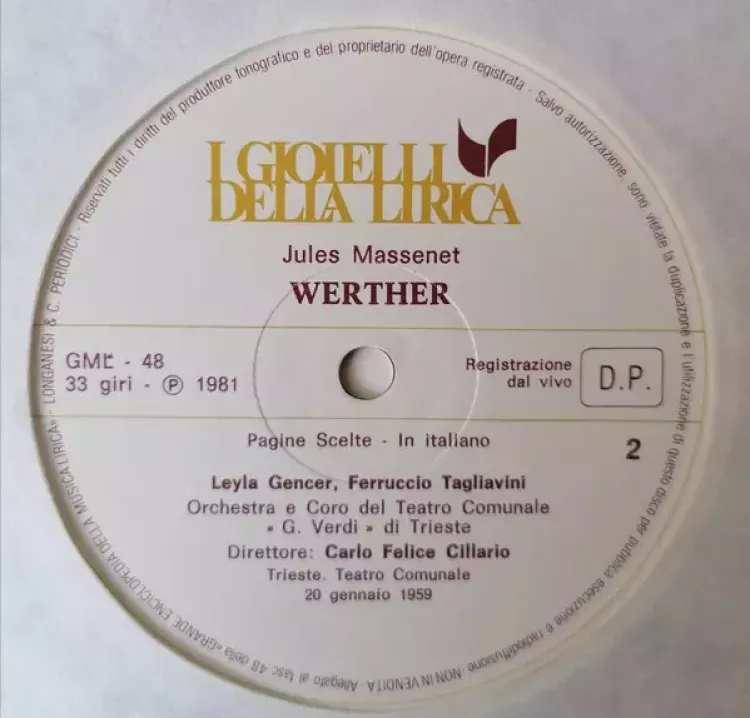 Riservati tutti i diritti del produttore fonografico e del proprietario dell'opera registrata - Salvo autorizzazione, sono vietate la duplicazione e l'utilizzazione di questo disco per pubblica esecuzione e radiodiffusione - NON IN VENDITA - Allegato al fasc 48 della «GRANDE ENCICLOPEDIA DELLA MUSICA LIRICA» - LONGANESI & C. PERIODICI -
I GIOIELLI
DELLA LIRICA
Jules Massenet
WERTHER
GML - 48
33 giri - ℗ 1981
Registrazione
dal vivo
D.P.
Pagine Scelte - In italiano
2
Leyla Gencer, Ferruccio Tagliavini
Orchestra e Coro del Teatro Comunale
« G. Verdi » di Trieste
Direttore: Carlo Felice Cillario
Trieste. Teatro Comunale
20 gennaio 1959